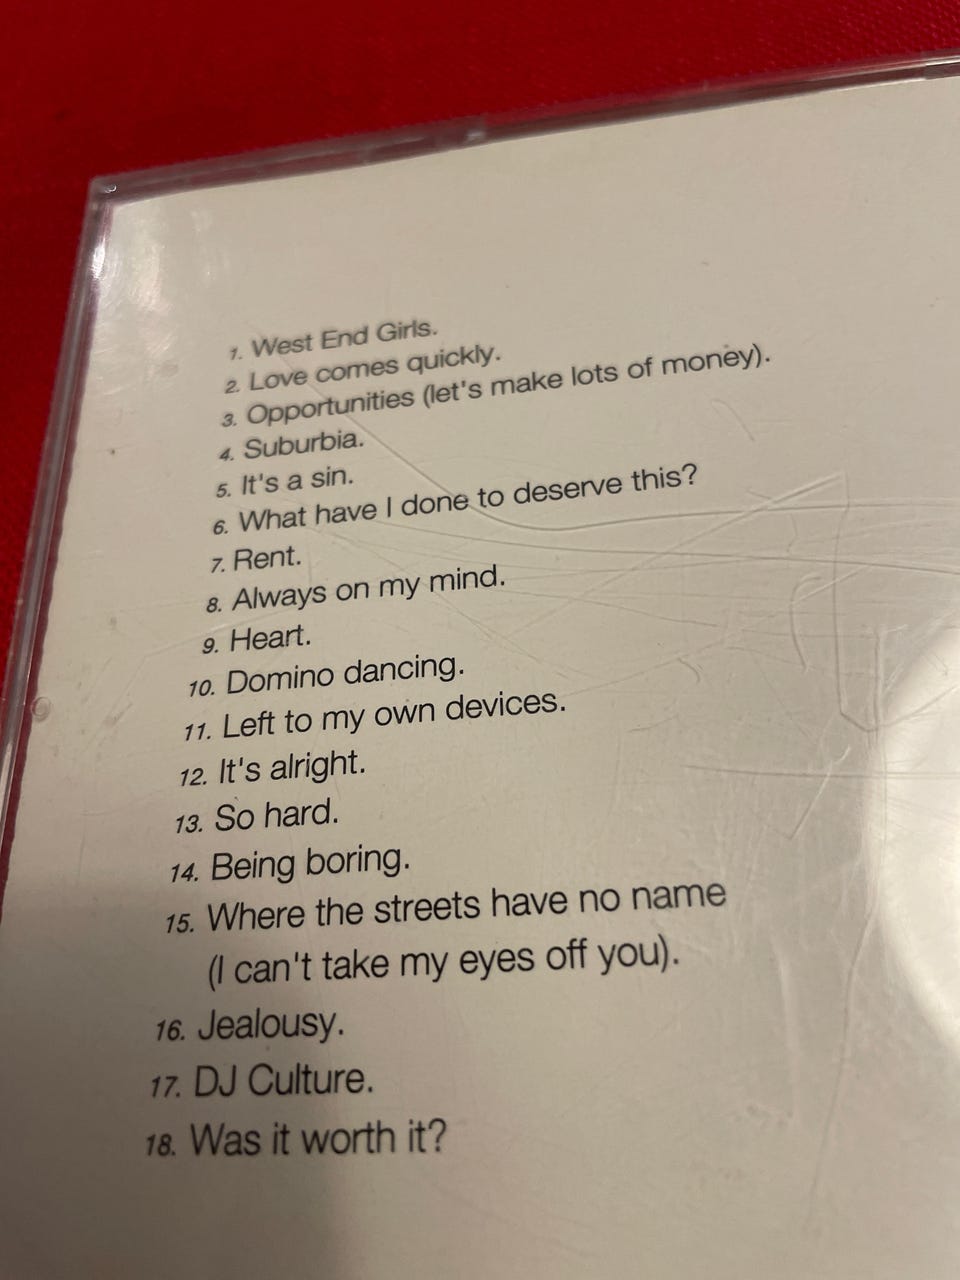 1. West End Girls.
2. Love comes quickly.
3. Opportunities (let's make lots of money).
4. Suburbia.
5. It's a sin.
6. What have I done to deserve this?
7. Rent.
8. Always on my mind.
9. Heart.
10. Domino dancing.
11. Left to my own devices.
12. It's alright.
13. So hard.
14. Being boring.
15. Where the streets have no name
(I can't take my eyes off you).
16. Jealousy.
17. DJ Culture.
18. Was it worth it?